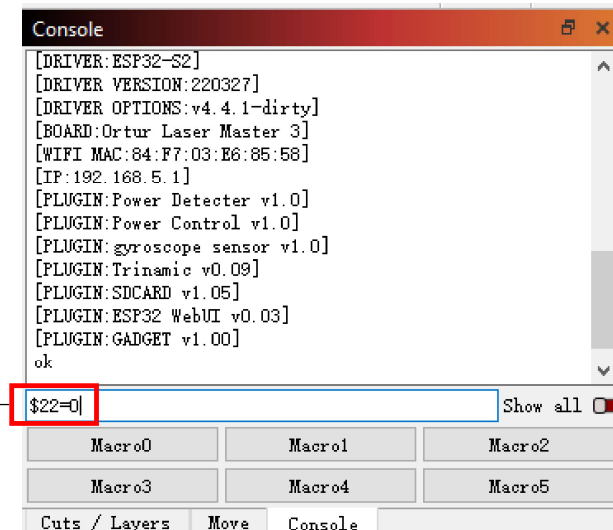 Console
[DRIVER:ESP32-S2]
[DRIVER VERSION:220327]
[DRIVER OPTIONS:v4.4.1-dirty]
[BOARD:Ortur Laser Master 3]
[WIFI MAC:84:F7:03:E6:85:58]
[IP:192.168.5.1]
[PLUGIN:Power Detecter v1.0]
[PLUGIN:Power Control v1.0]
[PLUGIN:gyroscope sensor v1.0]
[PLUGIN:Trinamic v0.09]
[PLUGIN:SDCARD v1.05]
[PLUGIN:ESP32 WebUI v0.03]
[PLUGIN:GADGET v1.00]
ok
$22=0 Show all
Macro0 Macro1 Macro2
Macro3 Macro4 Macro5
Cuts / Layers Move Console